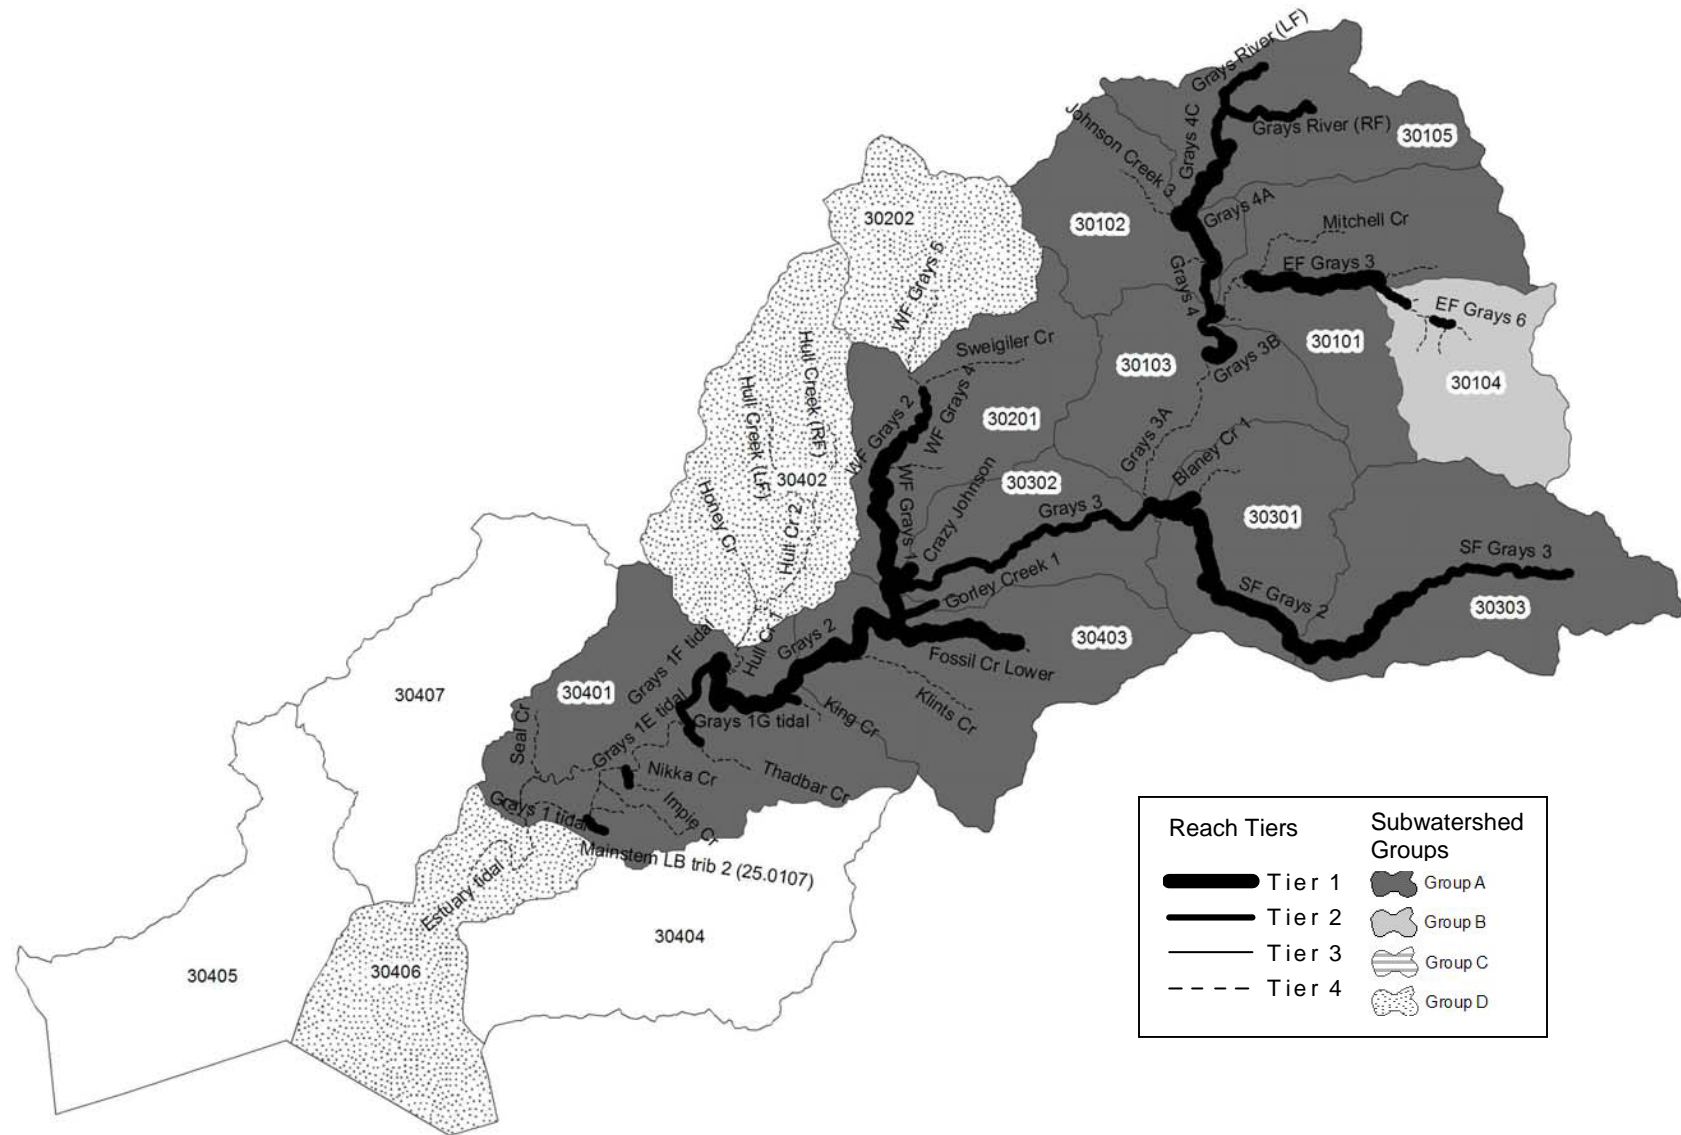 Grays River (LF)
Grays River (RF)
30105
Johnson Creek 3
Grays 4C
30102
Grays 4A
Mitchell Cr
30202
WF Grays 5
Grays 4
EF Grays 3
EF Grays 6
30101
30104
Sweigiler Cr
30103
Grays 3B
Hull Creek (RF)
Hull Creek (LF)
WF Grays 2
WF Grays 4
30201
Grays 3A
Blaney Cr 1
30402
Honey Cr
Hull Cr 2
WF Grays 1
Crazy Johnson
30302
Grays 3
30301
SF Grays 3
Gorley Creek 1
SF Grays 2
30303
30403
Hull Cr 1
Grays 2
Fossil Cr Lower
Grays 1F tidal
30401
30407
Klints Cr
Seal Cr
Grays 1E tidal
Grays 1G tidal
King Cr
Nikka Cr
Thadbar Cr
Impie Cr
Grays 1 tidal
Mainstem LB trib 2 (25.0107)
Estuary tidal
30404
30405
30406
Reach Tiers
Tier 1
Tier 2
Tier 3
Tier 4
Subwatershed
Groups
Group A
Group B
Group C
Group D